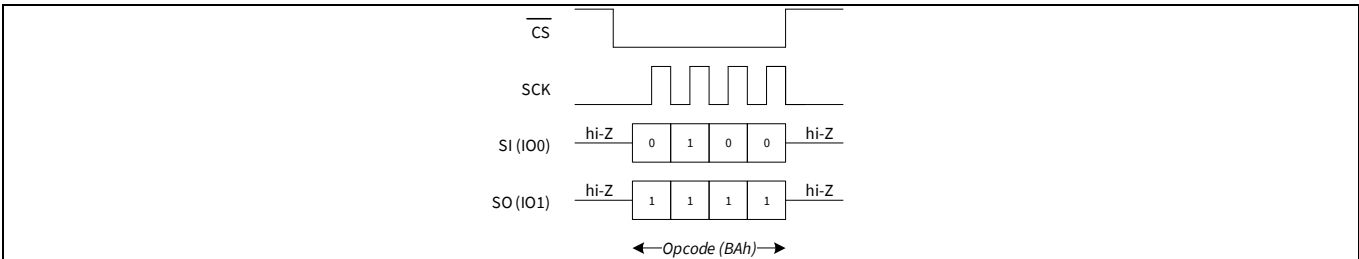 CS
SCK
SI (IO0) hi-Z 0 1 0 0 hi-Z
SO (IO1) hi-Z 1 1 1 1 hi-Z
Opcode (BAh)